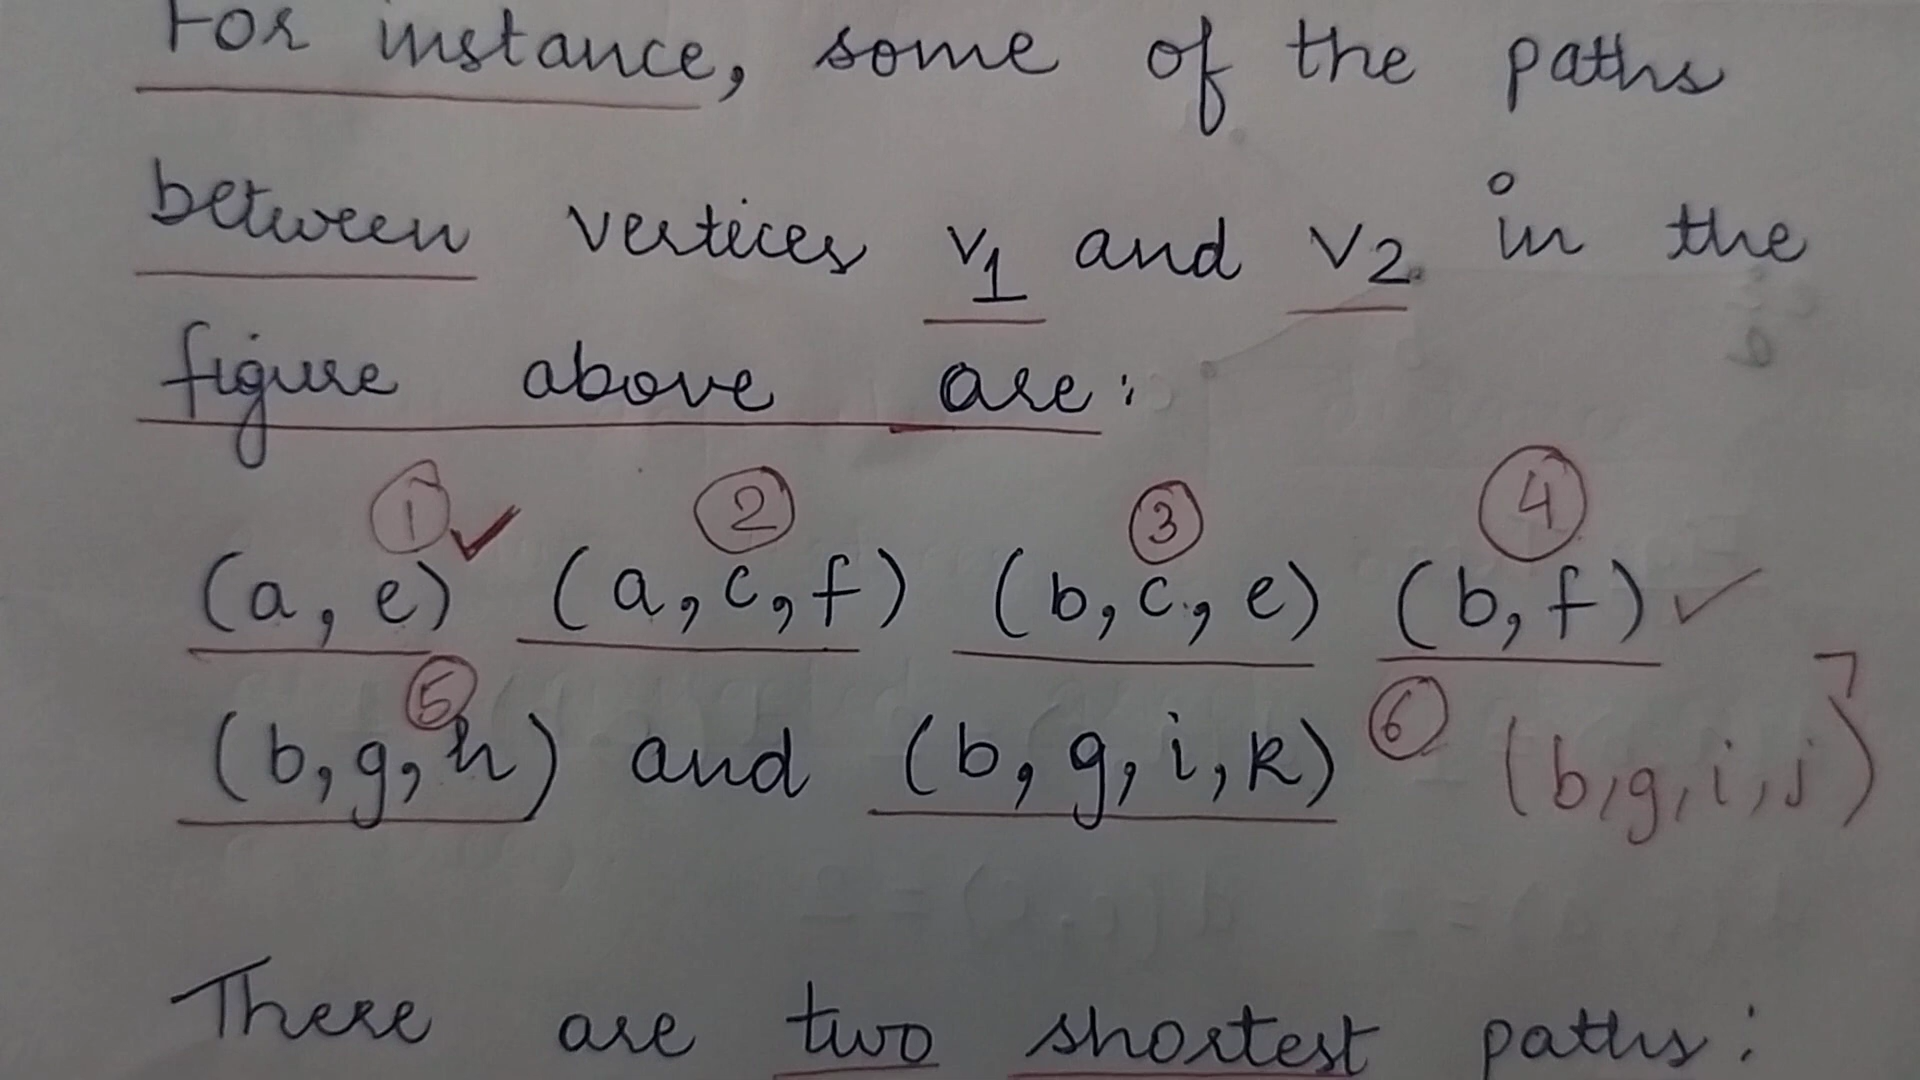 For instance, some of the paths
between vertices v1 and v2 in the
figure above are:
1 ✓ 2 3 4
(a, e) (a, c, f) (b, c, e) (b, f) ✓
5 6 7
(b, g, h) and (b, g, i, k) (b, g, i, j)
There are two shortest paths: